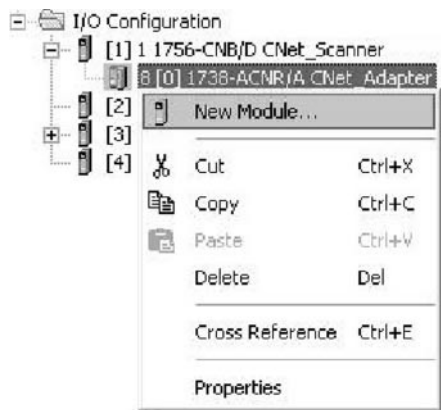 I/O Configuration
[1] 1 1756-CNB/D CNet_Scanner
8 [0] 1738-ACNR/A CNet_Adapter
[2]
New Module...
[3]
[4]
Cut Ctrl+X
Copy Ctrl+C
Paste Ctrl+V
Delete Del
Cross Reference Ctrl+E
Properties